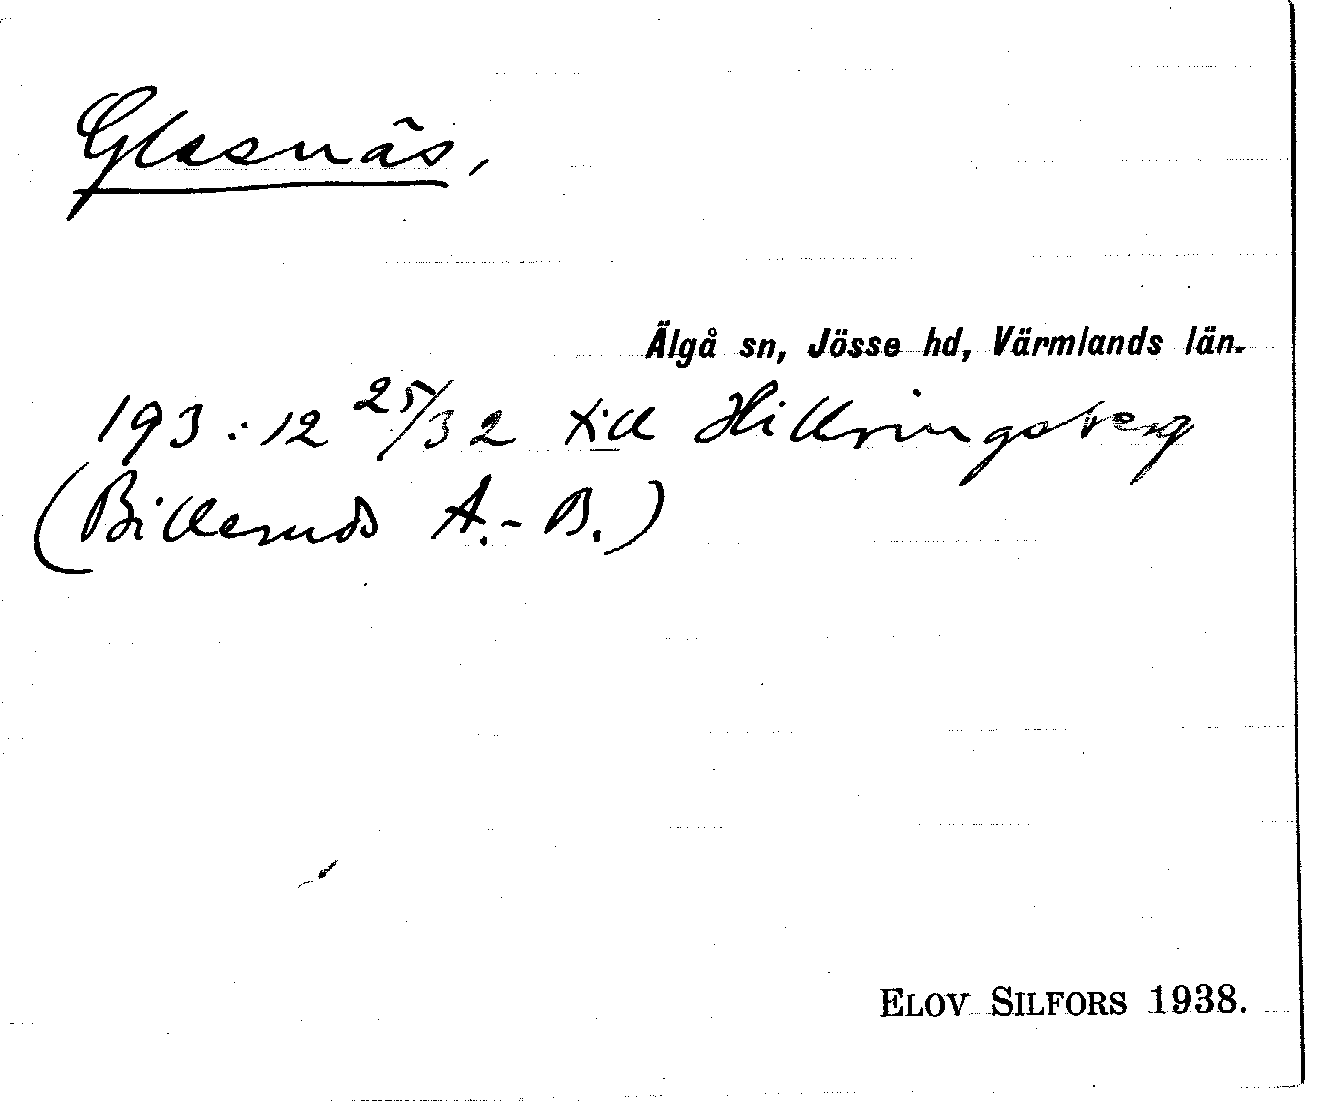 Glasnäs,
Älgå sn, Jösse hd, Värmlands län.
193:12 25/32 till Hillringsberg
(Billeruds A.-B.)
ELOV SILFORS 1938.